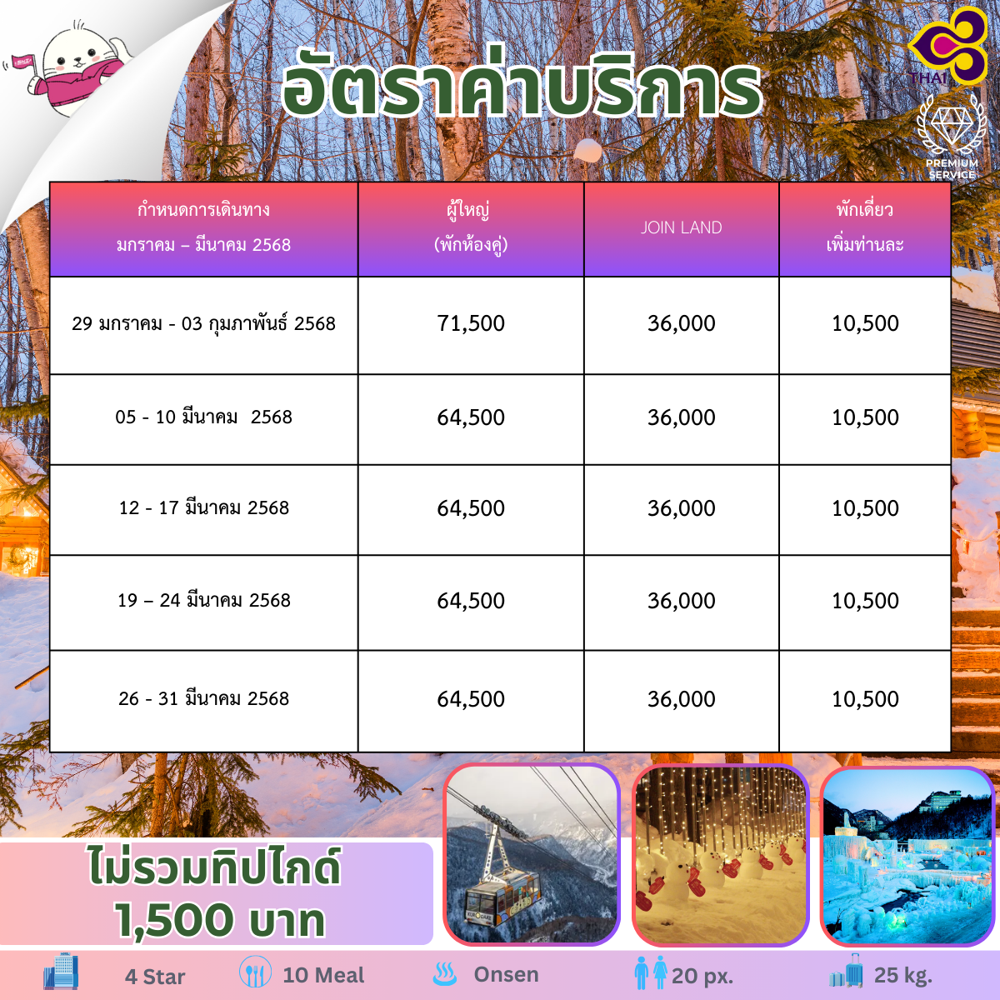 อัตราค่าบริการ
THAI
PREMIUM
SERVICE
กำหนดการเดินทาง
มกราคม – มีนาคม 2568
ผู้ใหญ่
(พักห้องคู่)
JOIN LAND
พักเดี่ยว
เพิ่มท่านละ
29 มกราคม - 03 กุมภาพันธ์ 2568 71,500 36,000 10,500
05 - 10 มีนาคม 2568 64,500 36,000 10,500
12 - 17 มีนาคม 2568 64,500 36,000 10,500
19 – 24 มีนาคม 2568 64,500 36,000 10,500
26 - 31 มีนาคม 2568 64,500 36,000 10,500
ไม่รวมทิปไกด์
1,500 บาท
4 Star 10 Meal Onsen 20 px. 25 kg.